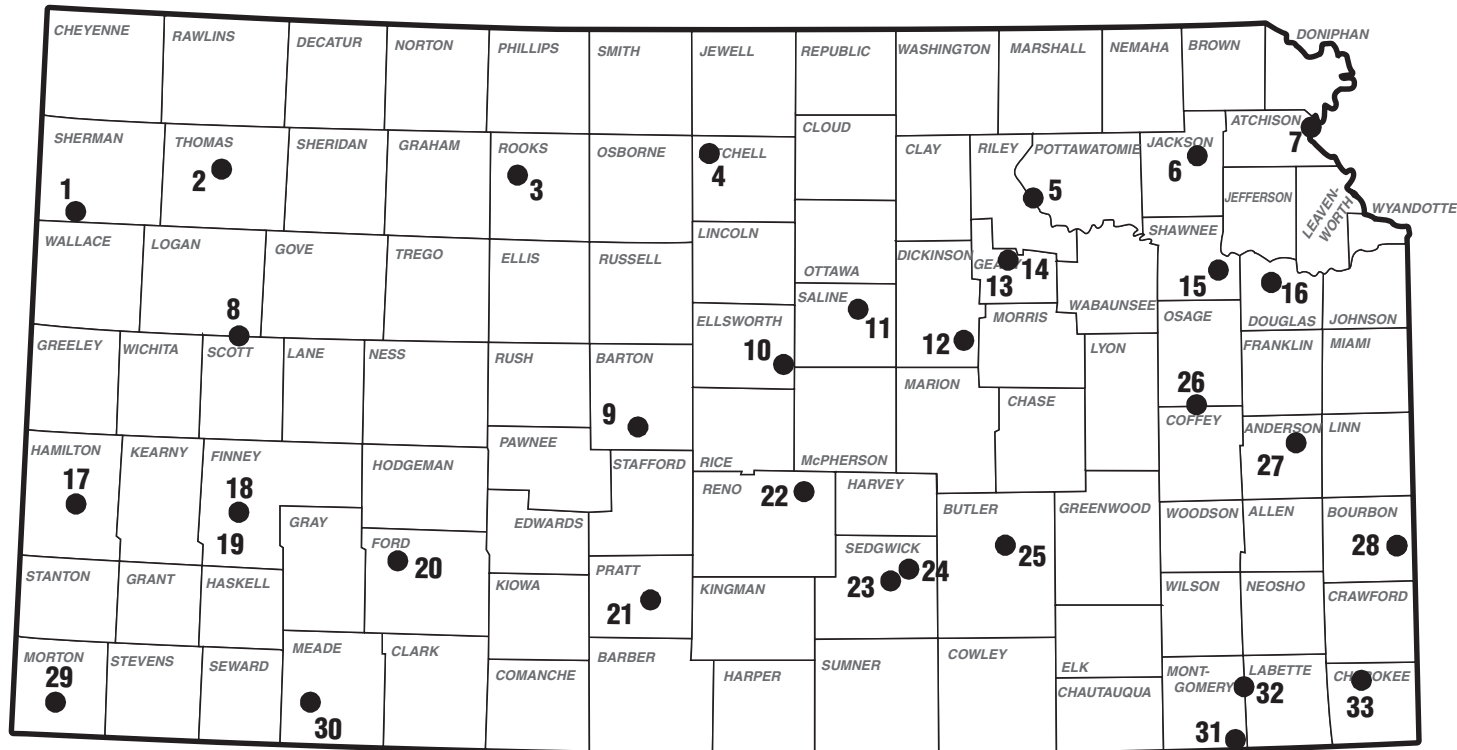 CHEYENNE
RAWLINS
DECATUR
NORTON
PHILLIPS
SMITH
JEWELL
REPUBLIC
WASHINGTON
MARSHALL
NEMAHA
BROWN
DONIPHAN
SHERMAN
1
THOMAS
2
SHERIDAN
GRAHAM
ROOKS
3
OSBORNE
TCHELL
4
CLOUD
CLAY
RILEY
POTTAWATOMIE
5
JACKSON
6
ATCHISON
7
JEFFERSON
LEAVEN-
WORTH
WYANDOTTE
WALLACE
LOGAN
8
GOVE
TREGO
ELLIS
RUSSELL
LINCOLN
OTTAWA
DICKINSON
GEARY
14
13
WABAUNSEE
SHAWNEE
15
16
DOUGLAS
JOHNSON
GREELEY
WICHITA
SCOTT
LANE
NESS
RUSH
BARTON
9
ELLSWORTH
10
SALINE
11
12
MORRIS
LYON
OSAGE
26
FRANKLIN
MIAMI
HAMILTON
17
KEARNY
FINNEY
18
19
HODGEMAN
PAWNEE
STAFFORD
RICE
McPHERSON
MARION
CHASE
COFFEY
ANDERSON
27
LINN
GRAY
FORD
20
EDWARDS
RENO
22
HARVEY
BUTLER
25
GREENWOOD
WOODSON
ALLEN
BOURBON
28
STANTON
GRANT
HASKELL
KIOWA
PRATT
21
KINGMAN
SEDGWICK
24
23
WILSON
NEOSHO
CRAWFORD
MORTON
29
STEVENS
SEWARD
MEADE
30
CLARK
COMANCHE
BARBER
HARPER
SUMNER
COWLEY
ELK
CHAUTAUQUA
MONT-
GOMERY
31
LABETTE
32
CHEROKEE
33